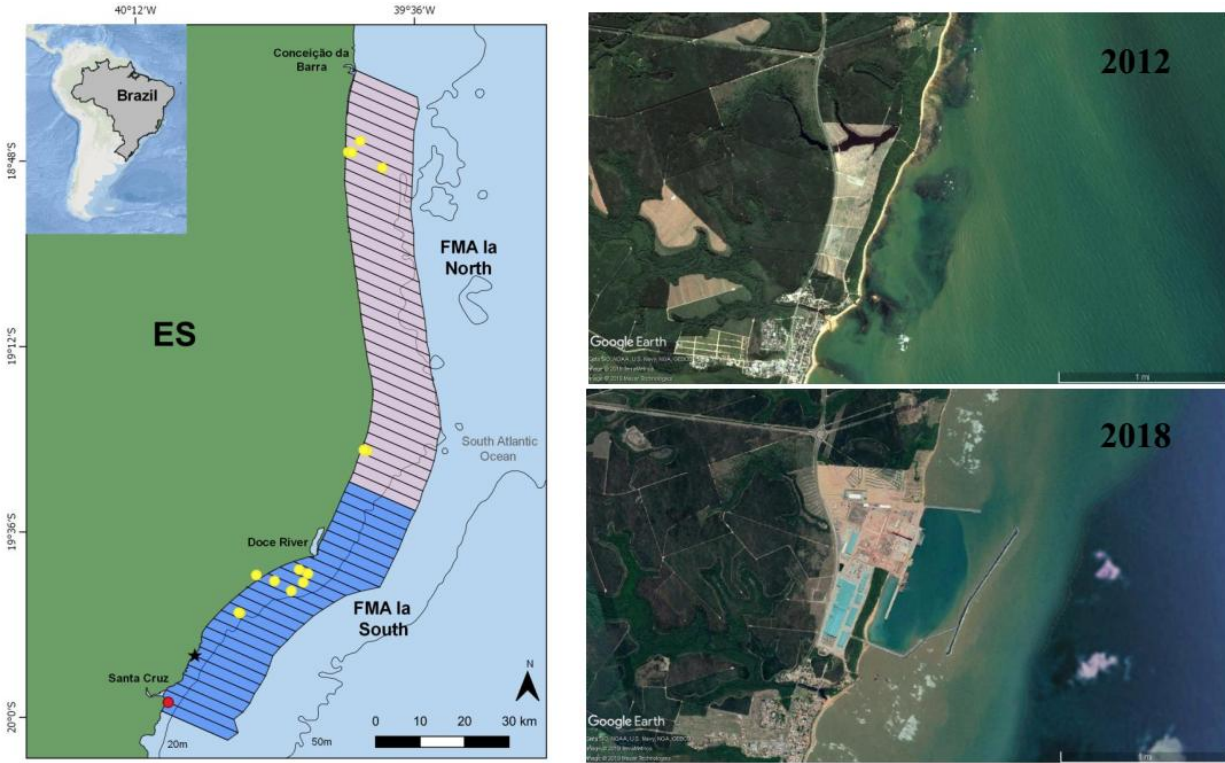 40°12'W
39°36'W
Conceição da
Barra
Brazil
18°48'S
FMA Ia
North
ES
19°12'S
South Atlantic
Ocean
19°36'S
Doce River
FMA Ia
South
Santa Cruz
N
20°0'S
20m
50m
0 10 20 30 km
2012
Google Earth
1 mi
2018
Google Earth
1 mi